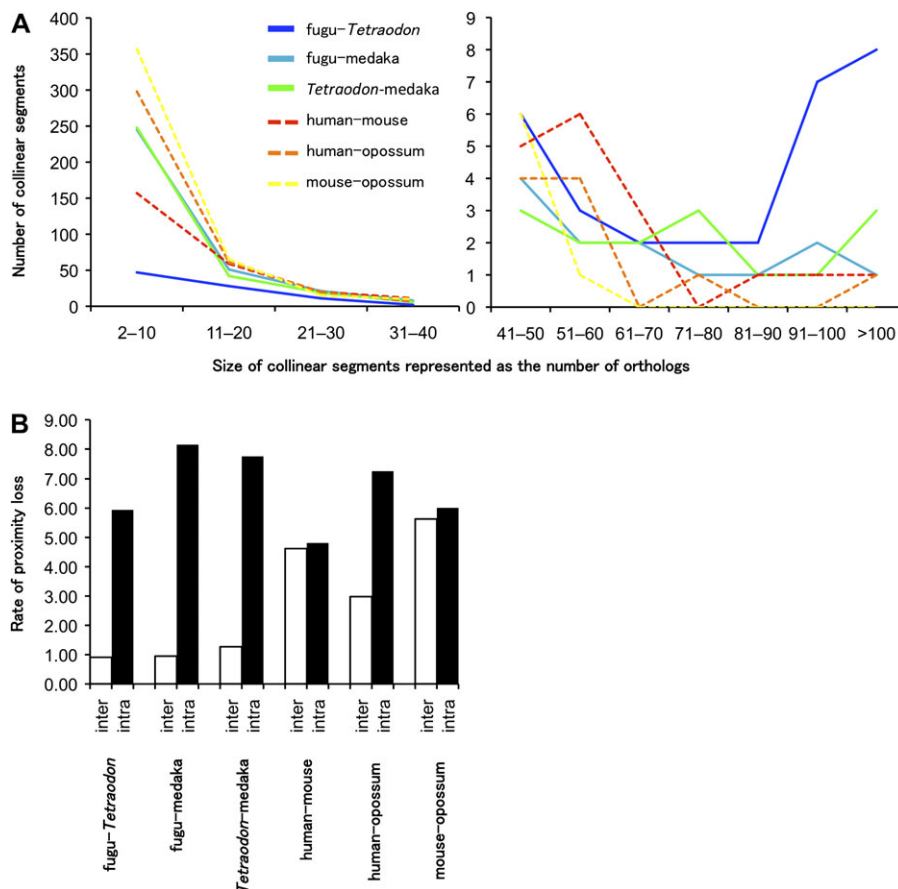 A
Number of collinear segments
400
350
300
250
200
150
100
50
0
2–10 11–20 21–30 31–40
fugu-Tetraodon
fugu-medaka
Tetraodon-medaka
human-mouse
human-opossum
mouse-opossum
9
8
7
6
5
4
3
2
1
0
41–50 51–60 61–70 71–80 81–90 91–100 >100
Size of collinear segments represented as the number of orthologs
B
Rate of proximity loss
9.00
8.00
7.00
6.00
5.00
4.00
3.00
2.00
1.00
0.00
inter intra inter intra inter intra inter intra inter intra inter intra
fugu-Tetraodon
fugu-medaka
Tetraodon-medaka
human-mouse
human-opossum
mouse-opossum